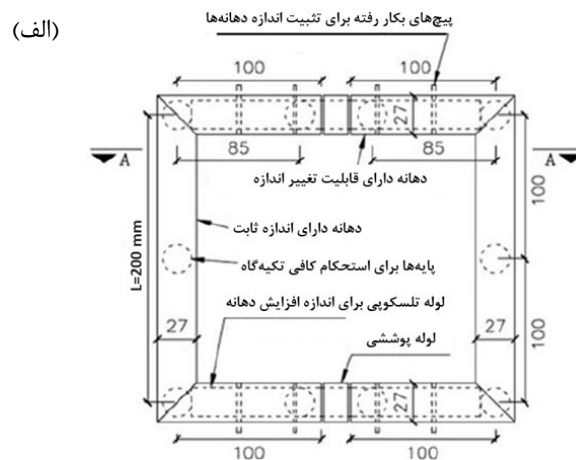 (الف)
پیچ‌های بکار رفته برای تثبیت اندازه دهانه‌ها
100
100
27
A
85
85
A
دهانه دارای قابلیت تغییر اندازه
100
دهانه دارای اندازه ثابت
پایه‌ها برای استحکام کافی تکیه‌گاه
L=200 mm
لوله تلسکوپی برای اندازه افزایش دهانه
27
27
لوله پوششی
100
27
100
100